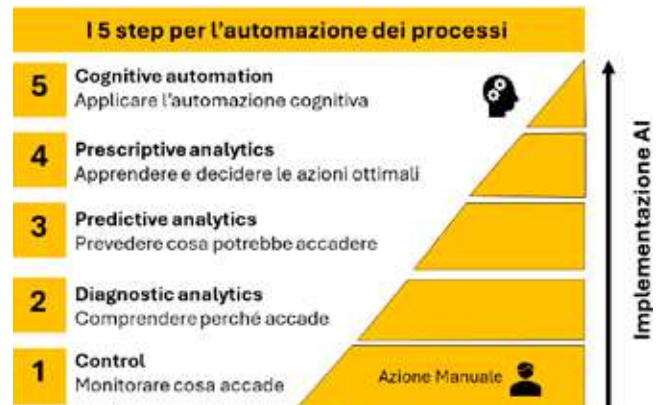 I 5 step per l'automazione dei processi
5
Cognitive automation
Applicare l'automazione cognitiva
4
Prescriptive analytics
Apprendere e decidere le azioni ottimali
3
Predictive analytics
Prevedere cosa potrebbe accadere
2
Diagnostic analytics
Comprendere perché accade
1
Control
Monitorare cosa accade
Azione Manuale
Implementazione AI